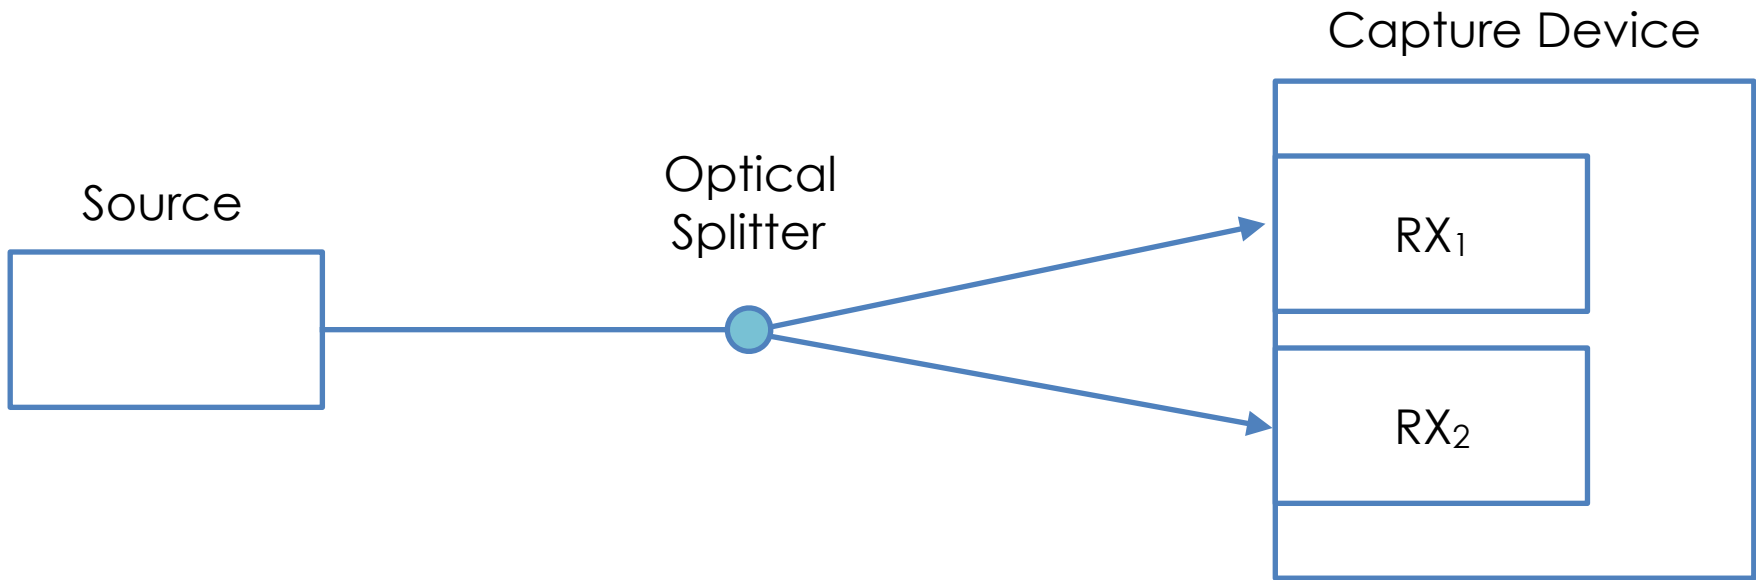 Capture Device
Optical
Splitter
Source
RX₁
RX₂